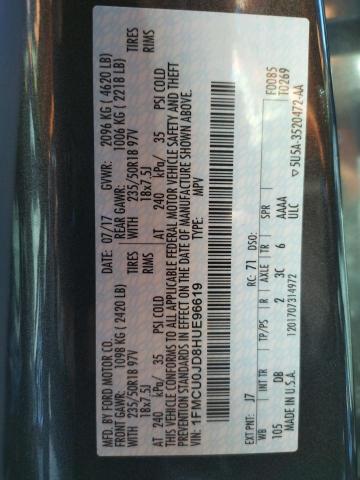 MFD. BY FORD MOTOR CO.
DATE: 07/17 GVWR: 2096 KG ( 4620 LB)
FRONT GAWR: 1098 KG ( 2420 LB) REAR GAWR: 1006 KG ( 2218 LB)
WITH 235/50R18 97V TIRES WITH 235/50R18 97V TIRES
18x7.5J RIMS 18x7.5J RIMS
AT 240 kPa/ 35 PSI COLD AT 240 kPa/ 35 PSI COLD
THIS VEHICLE CONFORMS TO ALL APPLICABLE FEDERAL MOTOR VEHICLE SAFETY AND THEFT
PREVENTION STANDARDS IN EFFECT ON THE DATE OF MANUFACTURE SHOWN ABOVE.
VIN: 1FMCU0JD8HUE96619
TYPE: MPV
F0085
T0269
EXT PNT: J7 RC: 71 DSO:
WB INT TR TP/PS R AXLE TR SPR
105 DB 2 3C 6 AAAA
ULC
MADE IN U.S.A. 1201707314972
▽5U5A-3520472-AA